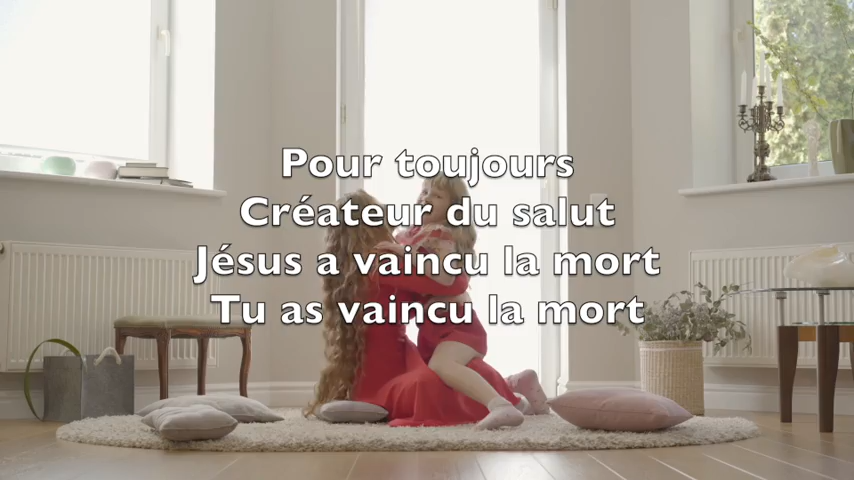 Pour toujours
Créateur du salut
Jésus a vaincu la mort
Tu as vaincu la mort